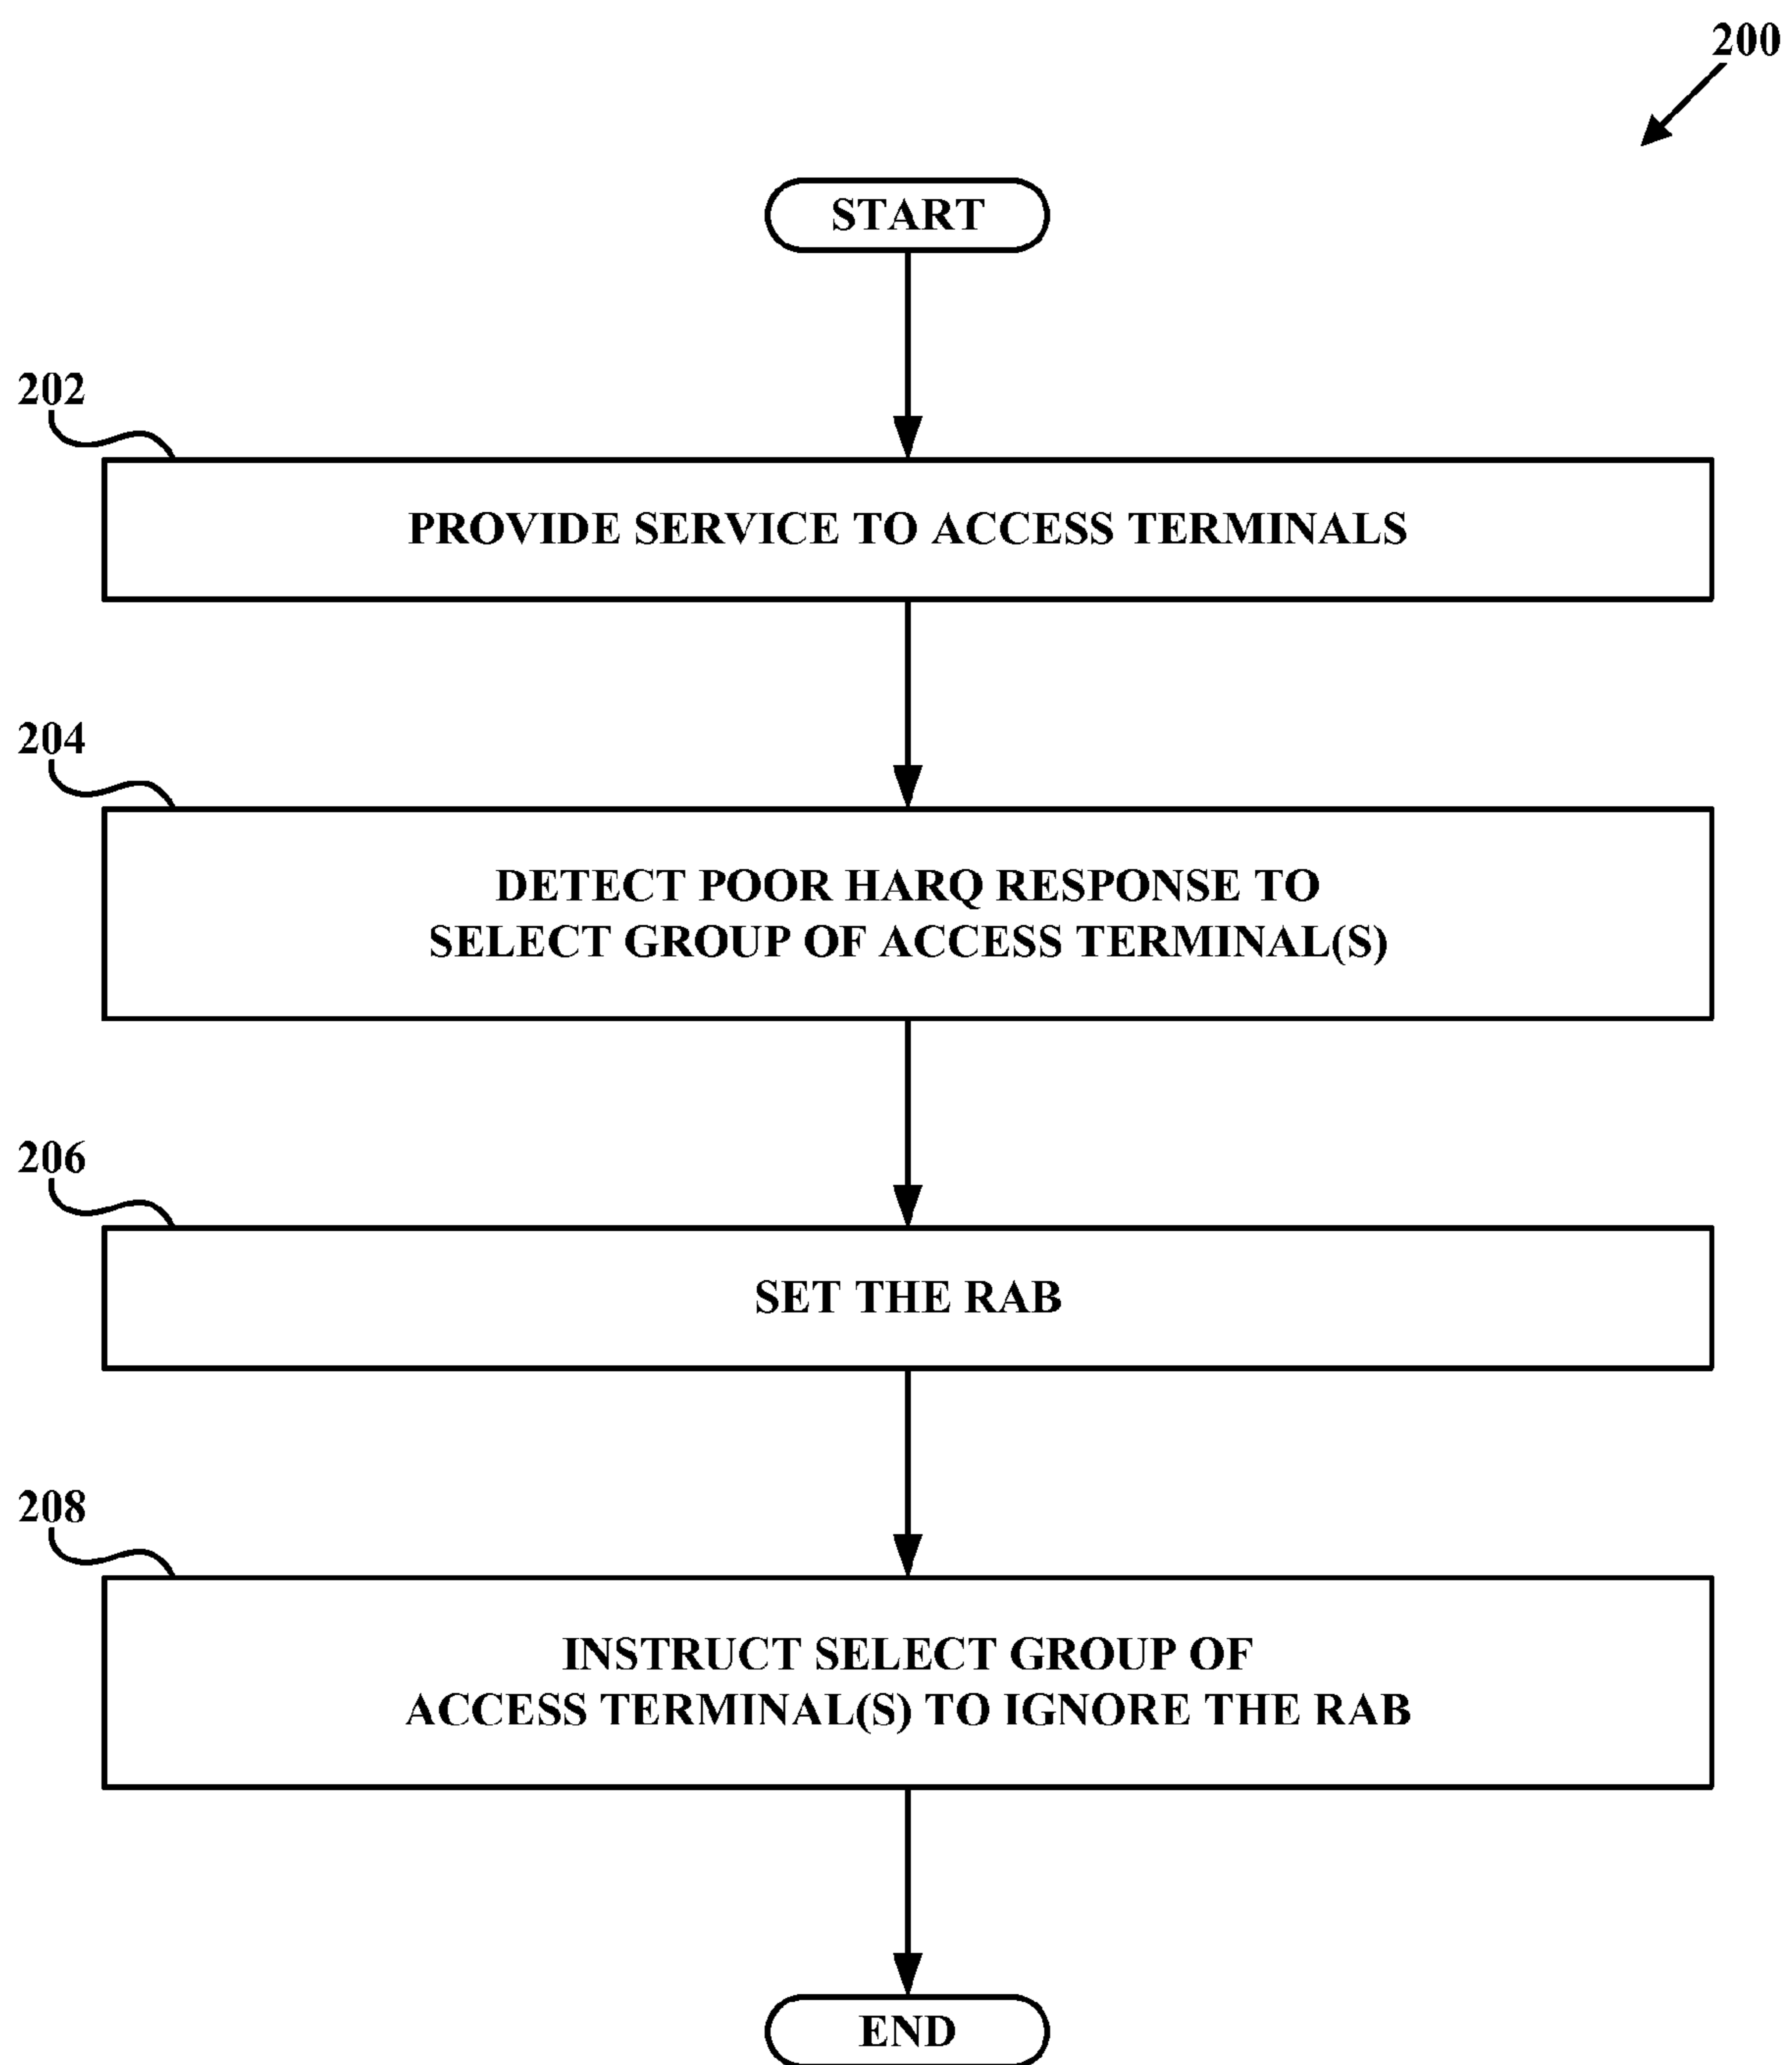 200
START
202
PROVIDE SERVICE TO ACCESS TERMINALS
204
DETECT POOR HARQ RESPONSE TO
SELECT GROUP OF ACCESS TERMINAL(S)
206
SET THE RAB
208
INSTRUCT SELECT GROUP OF
ACCESS TERMINAL(S) TO IGNORE THE RAB
END